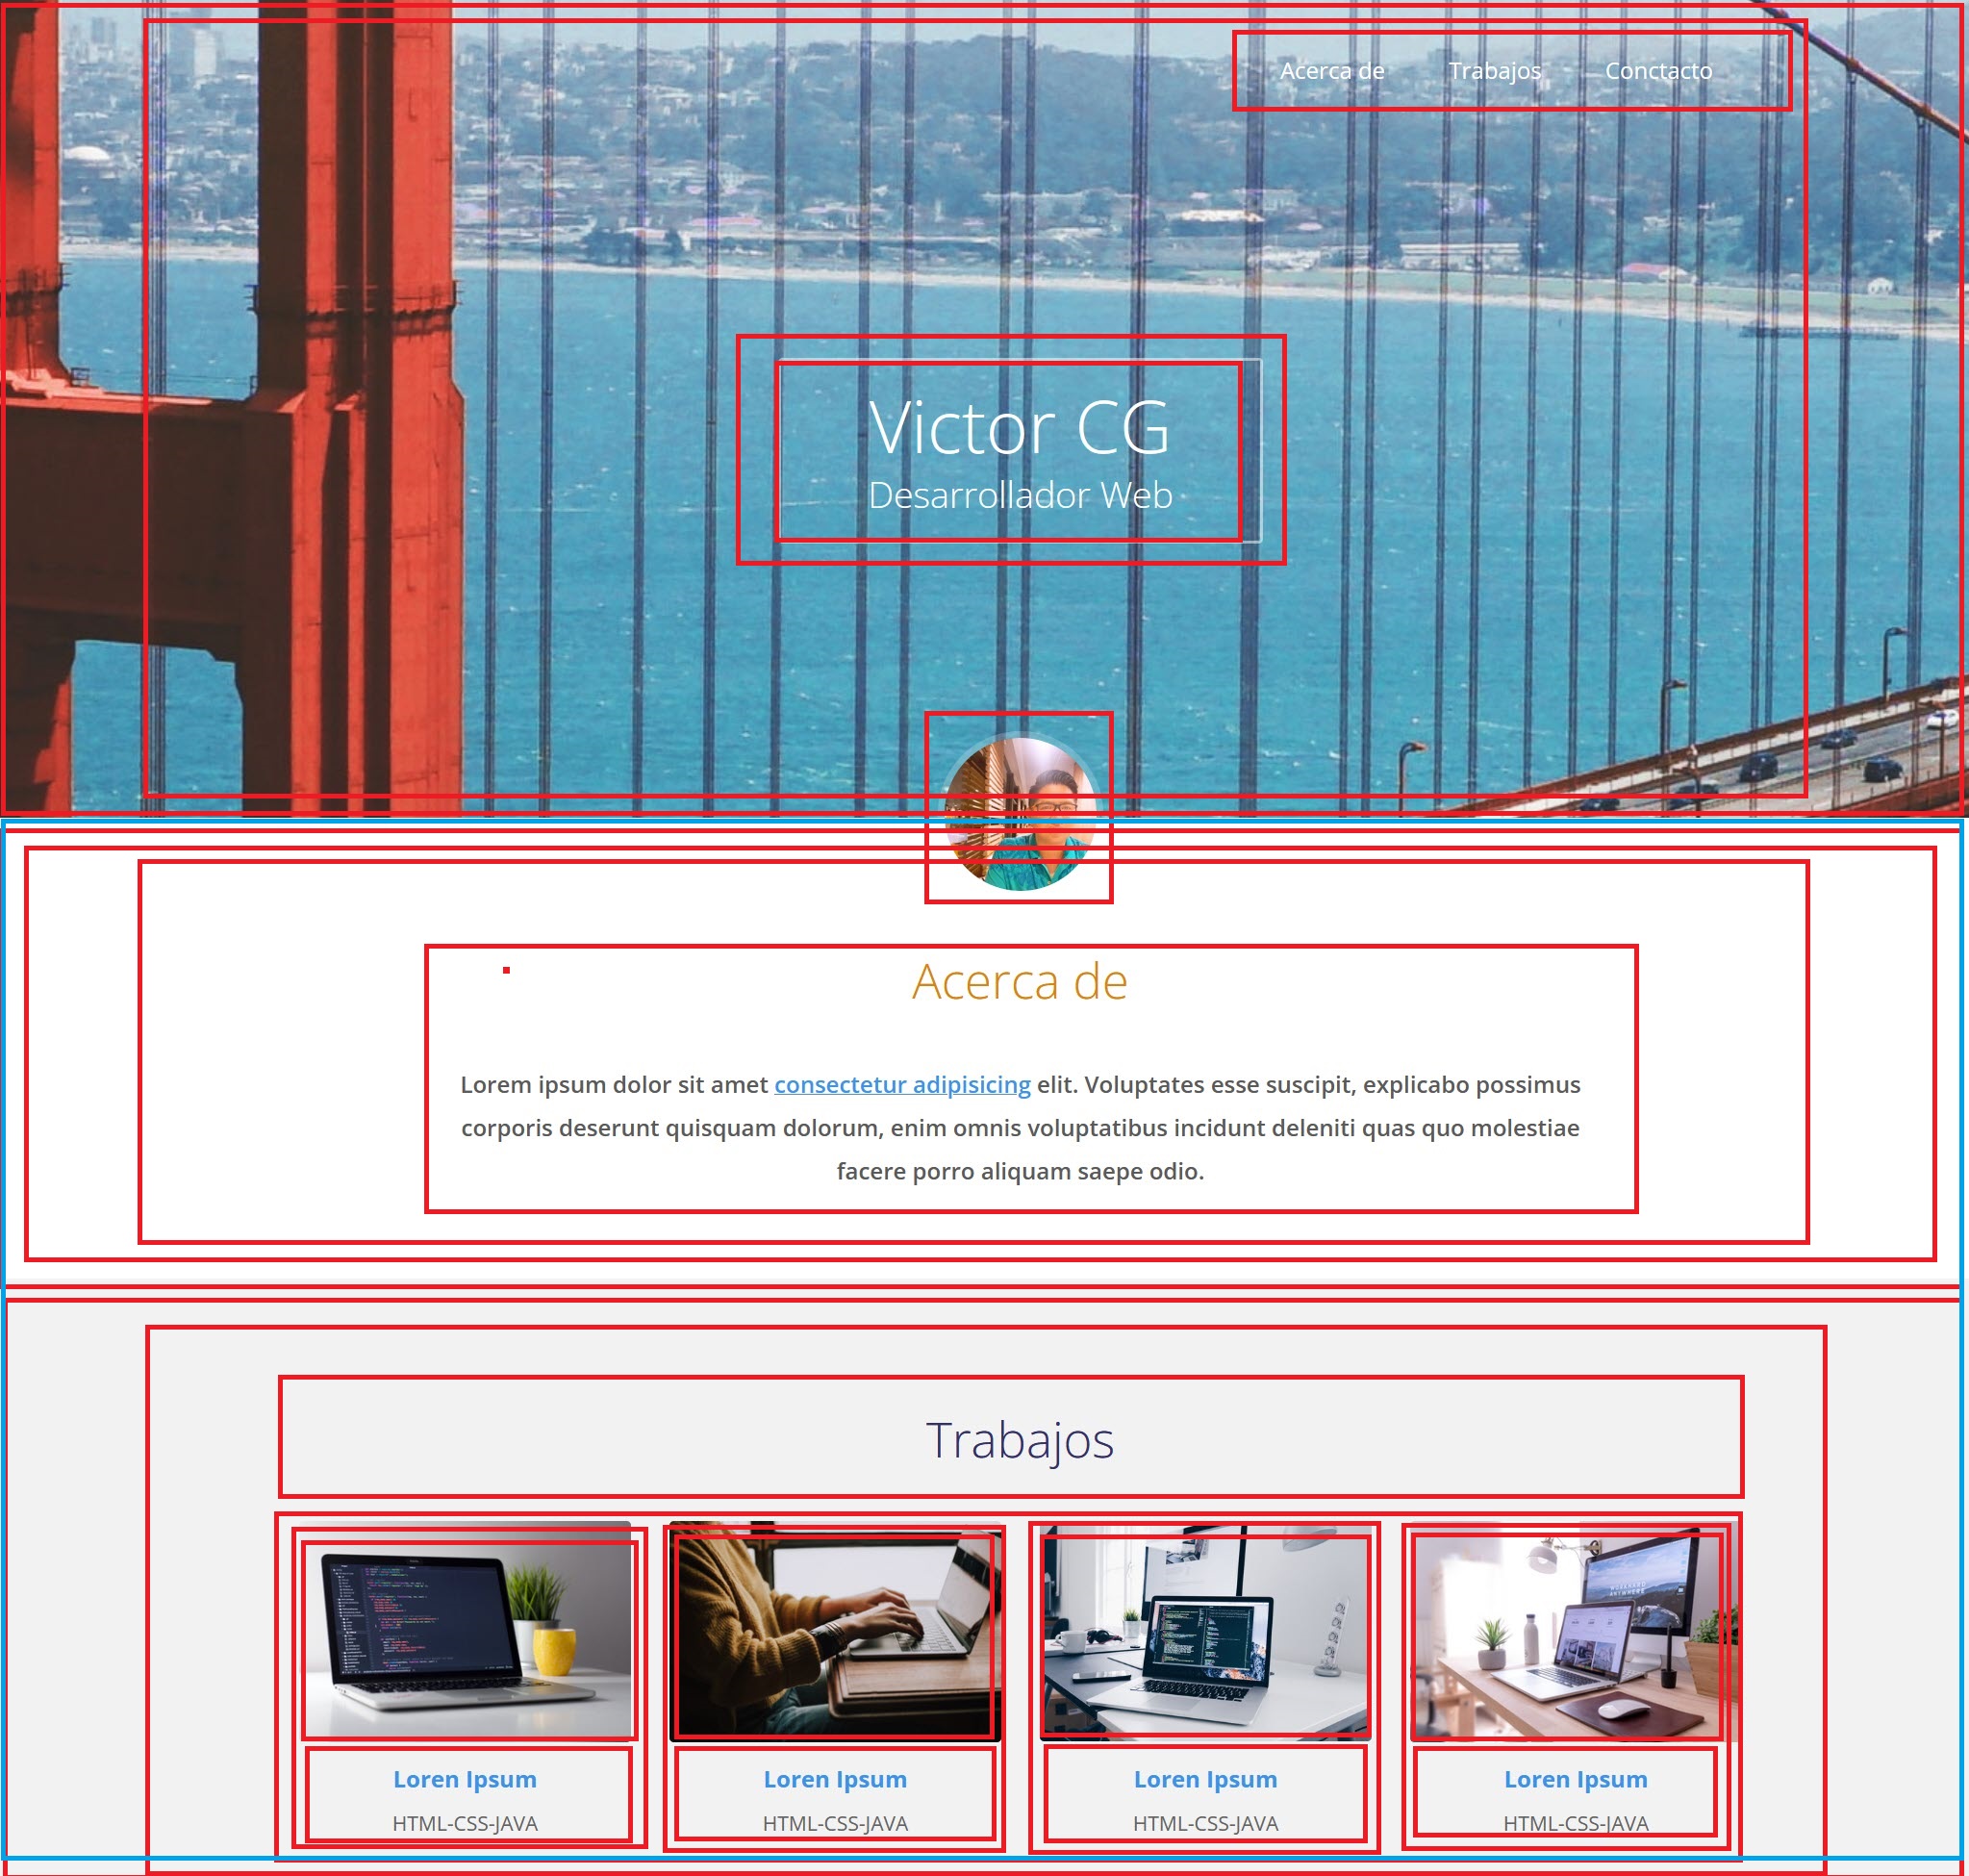 Acerca de
Trabajos
Conctacto
Victor CG
Desarrollador Web
Acerca de
Lorem ipsum dolor sit amet consectetur adipisicing elit. Voluptates esse suscipit, explicabo possimus
corporis deserunt quisquam dolorum, enim omnis voluptatibus incidunt deleniti quas quo molestiae
facere porro aliquam saepe odio.
Trabajos
Loren Ipsum
HTML-CSS-JAVA
Loren Ipsum
HTML-CSS-JAVA
Loren Ipsum
HTML-CSS-JAVA
Loren Ipsum
HTML-CSS-JAVA